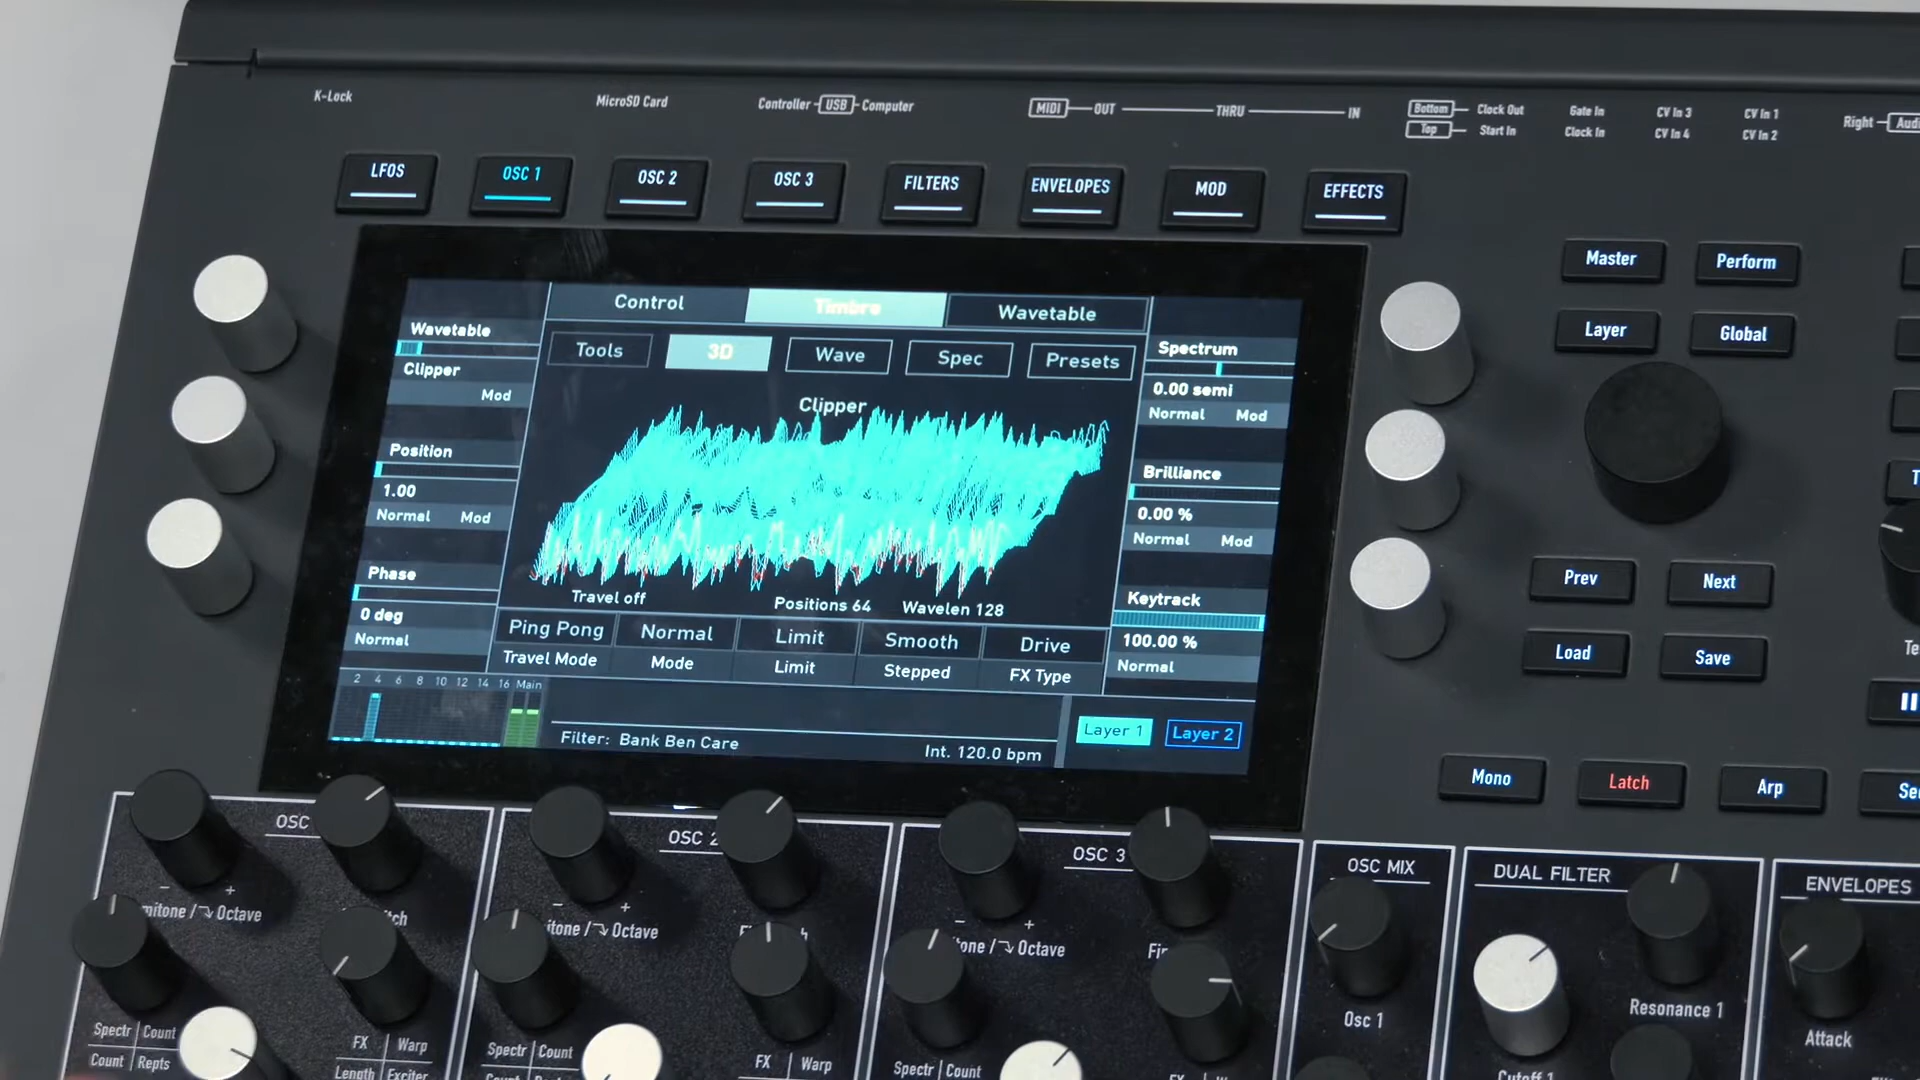 K-Lock
MicroSD Card
Controller USB Computer
MIDI OUT THRU IN
Bottom Clock Out
Top Start In
Gate In
Clock In
CV In 3
CV In 4
CV In 1
CV In 2
Right
LFOS
OSC 1
OSC 2
OSC 3
FILTERS
ENVELOPES
MOD
EFFECTS
Master
Perform
Layer
Global
Control
Timbre
Wavetable
Tools
3D
Wave
Spec
Presets
Wavetable
Clipper
Mod
Position
1.00
Normal Mod
Phase
0 deg
Normal
Clipper
Travel off
Positions 64
Wavelen 128
Spectrum
0.00 semi
Normal Mod
Brilliance
0.00 %
Normal Mod
Keytrack
100.00 %
Normal
Ping Pong
Normal
Limit
Smooth
Drive
Travel Mode
Mode
Limit
Stepped
FX Type
2 4 6 8 10 12 14 16 Main
Filter: Bank Ben Care
Int. 120.0 bpm
Layer 1
Layer 2
Prev
Next
Load
Save
Mono
Latch
Arp
OSC
OSC 2
OSC 3
OSC MIX
DUAL FILTER
ENVELOPES
- +
Octave
- +
Octave
- +
Octave
Osc 1
Resonance 1
Attack
Cutoff 1
Spectr Count
Count Repts
FX Warp
Length Exciter
Spectr Count
FX Warp
Spectr Count